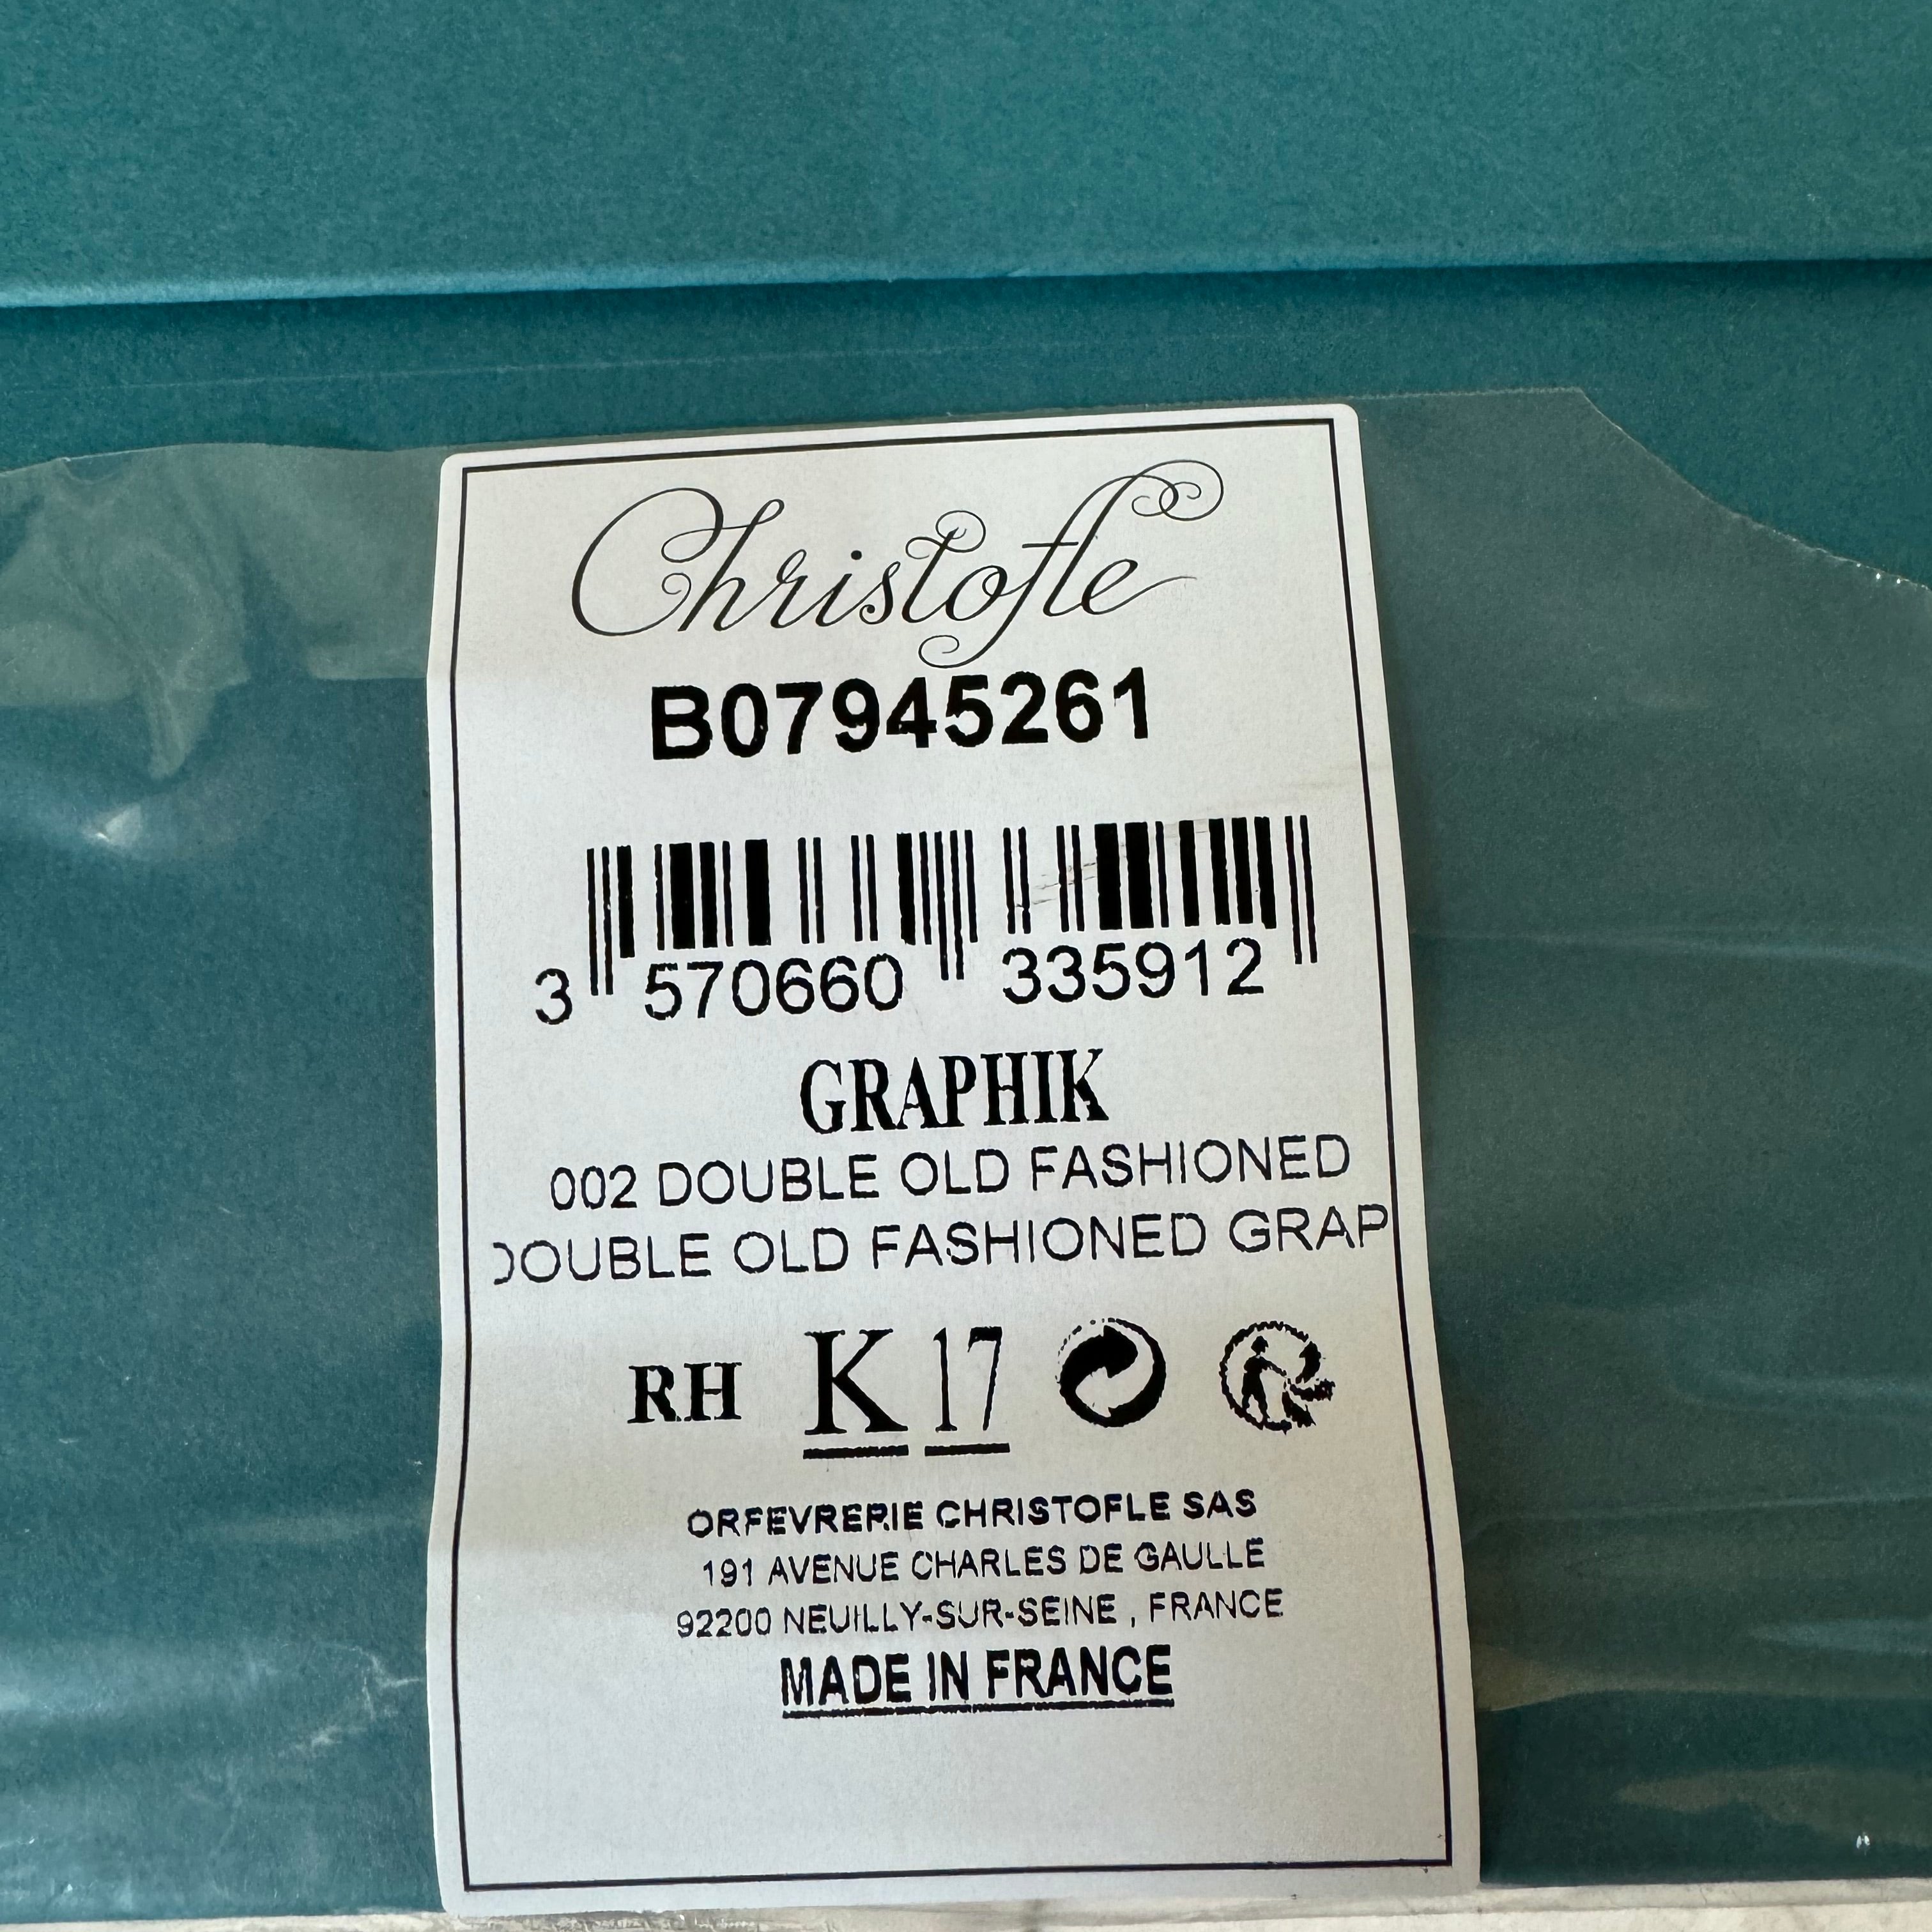 Christofle
B07945261
3 570660 335912
GRAPHIK
002 DOUBLE OLD FASHIONED
DOUBLE OLD FASHIONED GRAP
RH K 17
ORFEVRERIE CHRISTOFLE SAS
191 AVENUE CHARLES DE GAULLE
92200 NEUILLY-SUR-SEINE , FRANCE
MADE IN FRANCE